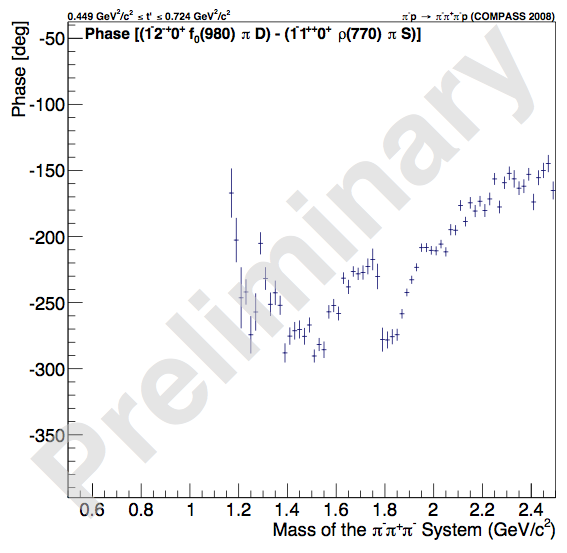 0.449 GeV²/c² ≤ t' ≤ 0.724 GeV²/c²
π⁻p → π⁻π⁺π⁻p (COMPASS 2008)
Phase [(1⁻2⁻⁺0⁺ f₀(980) π D) - (1⁻1⁺⁺0⁺ ρ(770) π S)]
Phase [deg]
-50
-100
-150
-200
-250
-300
-350
Preliminary
0.6 0.8 1 1.2 1.4 1.6 1.8 2 2.2 2.4
Mass of the π⁻π⁺π⁻ System (GeV/c²)